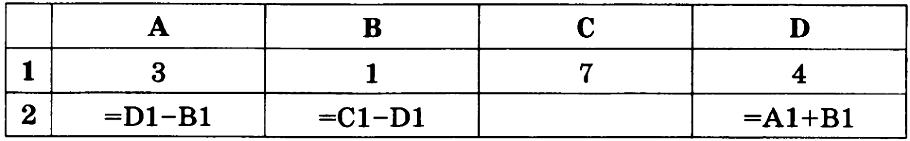 A B C D
1 3 1 7 4
2 =D1−B1 =C1−D1 =A1+B1